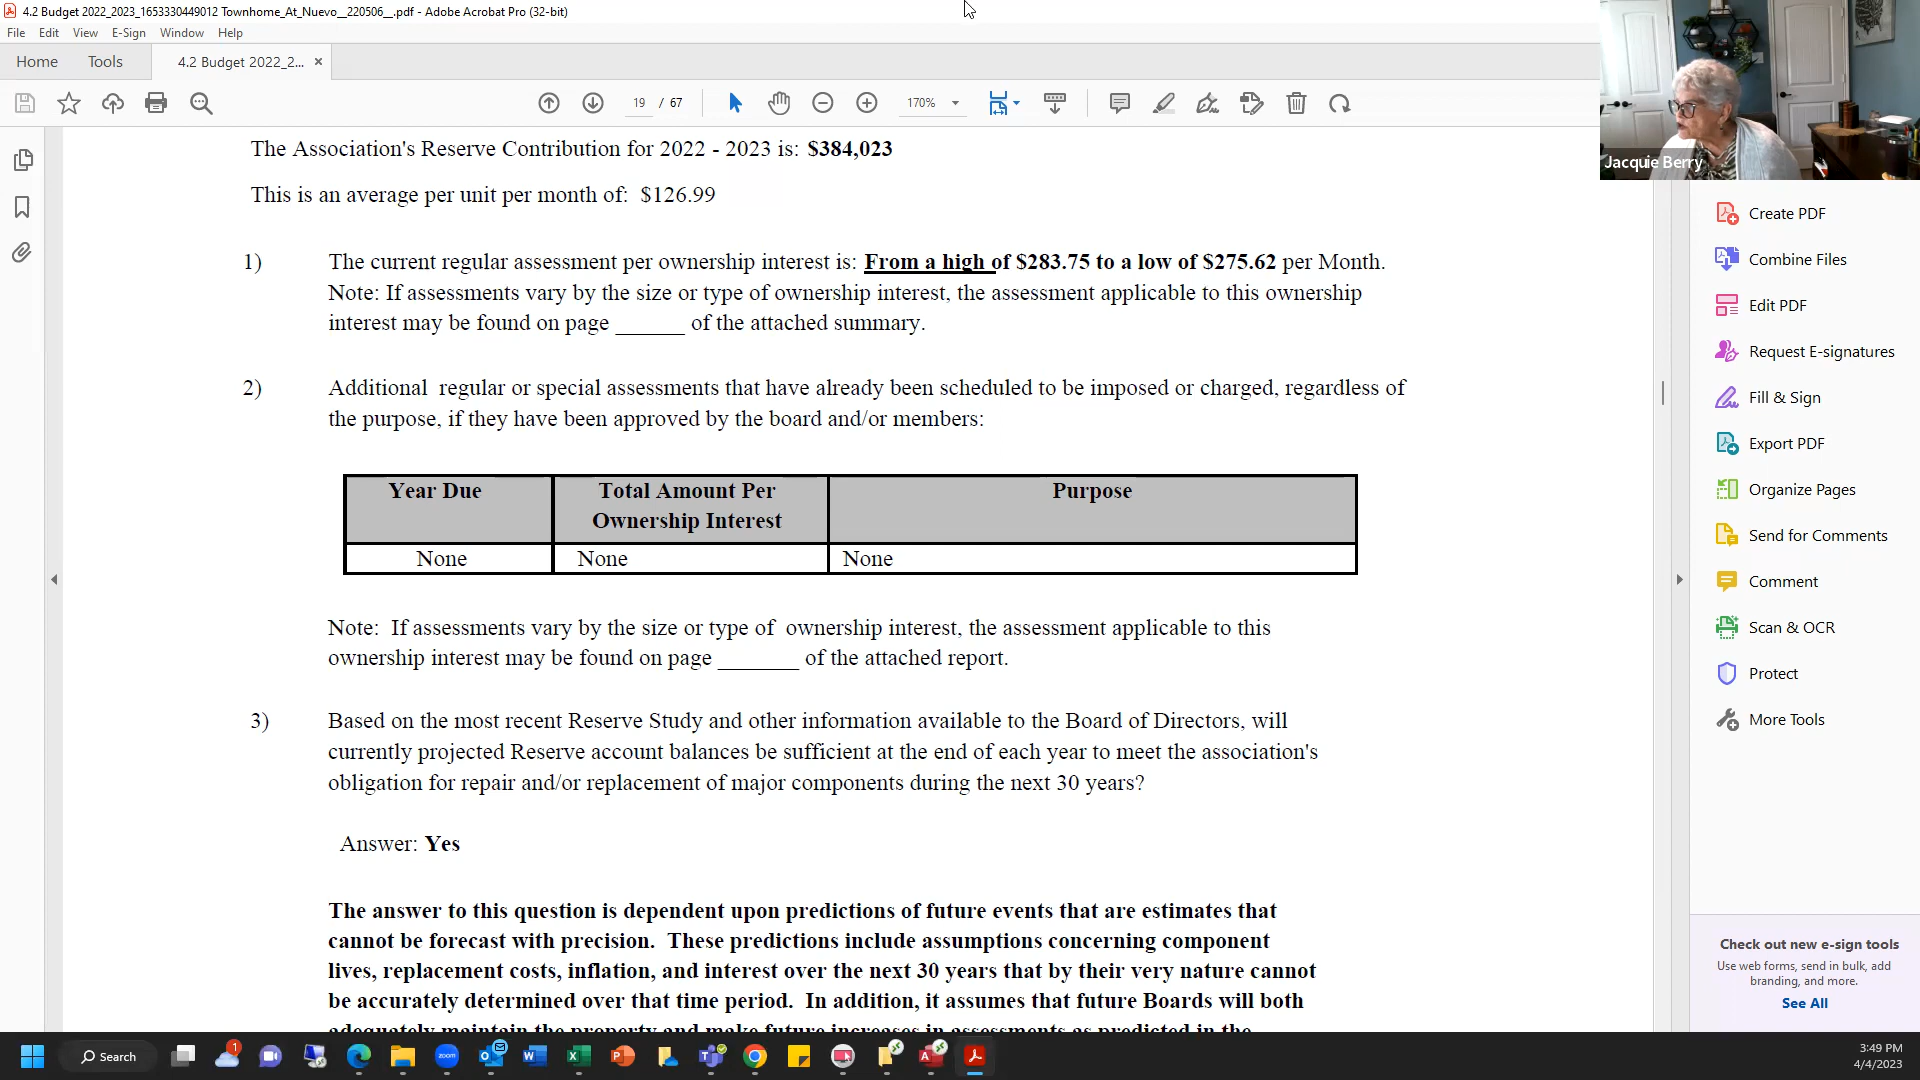 4.2 Budget 2022_2023_1653330449012 Townhome_At_Nuevo__220506__.pdf - Adobe Acrobat Pro (32-bit)
File Edit View E-Sign Window Help
Home Tools 4.2 Budget 2022_2... ×
19 / 67 170%
Jacquie Berry
The Association's Reserve Contribution for 2022 - 2023 is: $384,023
This is an average per unit per month of: $126.99
1) The current regular assessment per ownership interest is: From a high of $283.75 to a low of $275.62 per Month.
Note: If assessments vary by the size or type of ownership interest, the assessment applicable to this ownership
interest may be found on page ______ of the attached summary.
2) Additional regular or special assessments that have already been scheduled to be imposed or charged, regardless of
the purpose, if they have been approved by the board and/or members:
Year Due Total Amount Per Purpose
Ownership Interest
None None None
Note: If assessments vary by the size or type of ownership interest, the assessment applicable to this
ownership interest may be found on page _______ of the attached report.
3) Based on the most recent Reserve Study and other information available to the Board of Directors, will
currently projected Reserve account balances be sufficient at the end of each year to meet the association's
obligation for repair and/or replacement of major components during the next 30 years?
Answer: Yes
The answer to this question is dependent upon predictions of future events that are estimates that
cannot be forecast with precision. These predictions include assumptions concerning component
lives, replacement costs, inflation, and interest over the next 30 years that by their very nature cannot
be accurately determined over that time period. In addition, it assumes that future Boards will both
adequately maintain the property and make future increases in assessments as predicted in the
Create PDF
Combine Files
Edit PDF
Request E-signatures
Fill & Sign
Export PDF
Organize Pages
Send for Comments
Comment
Scan & OCR
Protect
More Tools
Check out new e-sign tools
Use web forms, send in bulk, add
branding, and more.
See All
Search
1
zoom
3:49 PM
4/4/2023